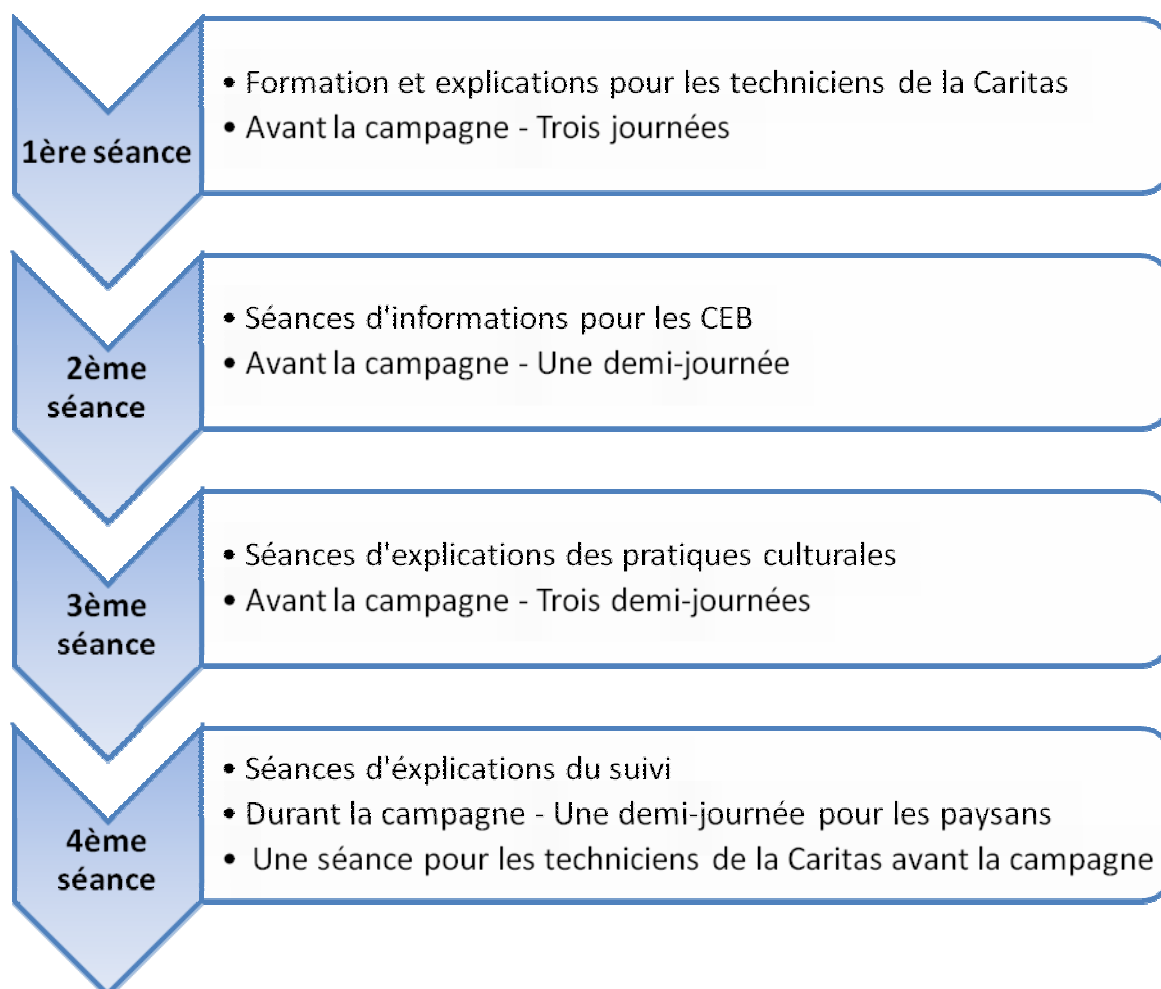 1ère séance
• Formation et explications pour les techniciens de la Caritas
• Avant la campagne - Trois journées
2ème
séance
• Séances d'informations pour les CEB
• Avant la campagne - Une demi-journée
3ème
séance
• Séances d'explications des pratiques culturales
• Avant la campagne - Trois demi-journées
4ème
séance
• Séances d'éxplications du suivi
• Durant la campagne - Une demi-journée pour les paysans
• Une séance pour les techniciens de la Caritas avant la campagne